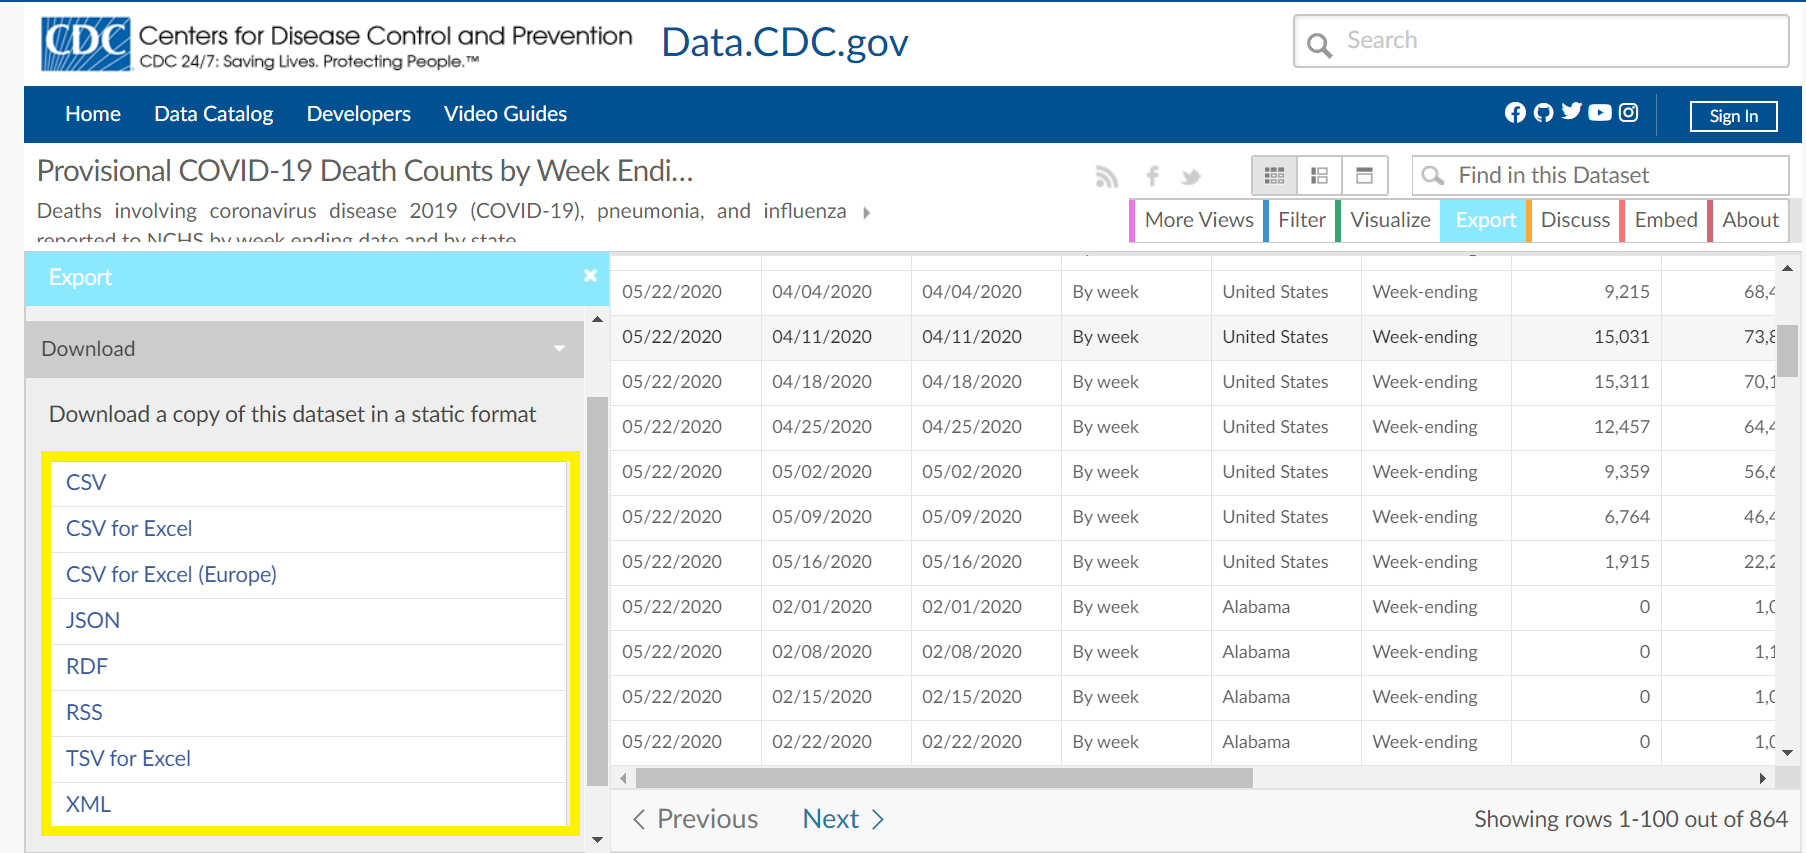 CDC Centers for Disease Control and Prevention
CDC 24/7: Saving Lives. Protecting People.™
Data.CDC.gov
Search
Home Data Catalog Developers Video Guides
Sign In
Provisional COVID-19 Death Counts by Week Endi...
Find in this Dataset
Deaths involving coronavirus disease 2019 (COVID-19), pneumonia, and influenza
reported to NCHS by week ending date and by state
More Views Filter Visualize Export Discuss Embed About
Export
Download
Download a copy of this dataset in a static format
CSV
CSV for Excel
CSV for Excel (Europe)
JSON
RDF
RSS
TSV for Excel
XML
05/22/2020 04/04/2020 04/04/2020 By week United States Week-ending 9,215 68,4
05/22/2020 04/11/2020 04/11/2020 By week United States Week-ending 15,031 73,8
05/22/2020 04/18/2020 04/18/2020 By week United States Week-ending 15,311 70,1
05/22/2020 04/25/2020 04/25/2020 By week United States Week-ending 12,457 64,4
05/22/2020 05/02/2020 05/02/2020 By week United States Week-ending 9,359 56,6
05/22/2020 05/09/2020 05/09/2020 By week United States Week-ending 6,764 46,4
05/22/2020 05/16/2020 05/16/2020 By week United States Week-ending 1,915 22,2
05/22/2020 02/01/2020 02/01/2020 By week Alabama Week-ending 0 1,0
05/22/2020 02/08/2020 02/08/2020 By week Alabama Week-ending 0 1,1
05/22/2020 02/15/2020 02/15/2020 By week Alabama Week-ending 0 1,0
05/22/2020 02/22/2020 02/22/2020 By week Alabama Week-ending 0 1,0
Previous Next
Showing rows 1-100 out of 864